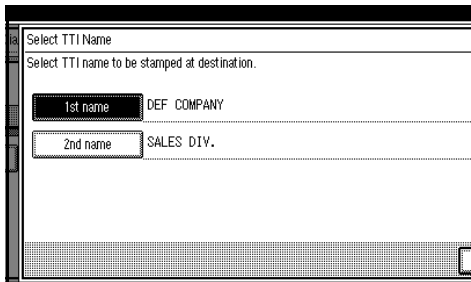 Select TTI Name
Select TTI name to be stamped at destination.
1st name DEF COMPANY
2nd name SALES DIV.